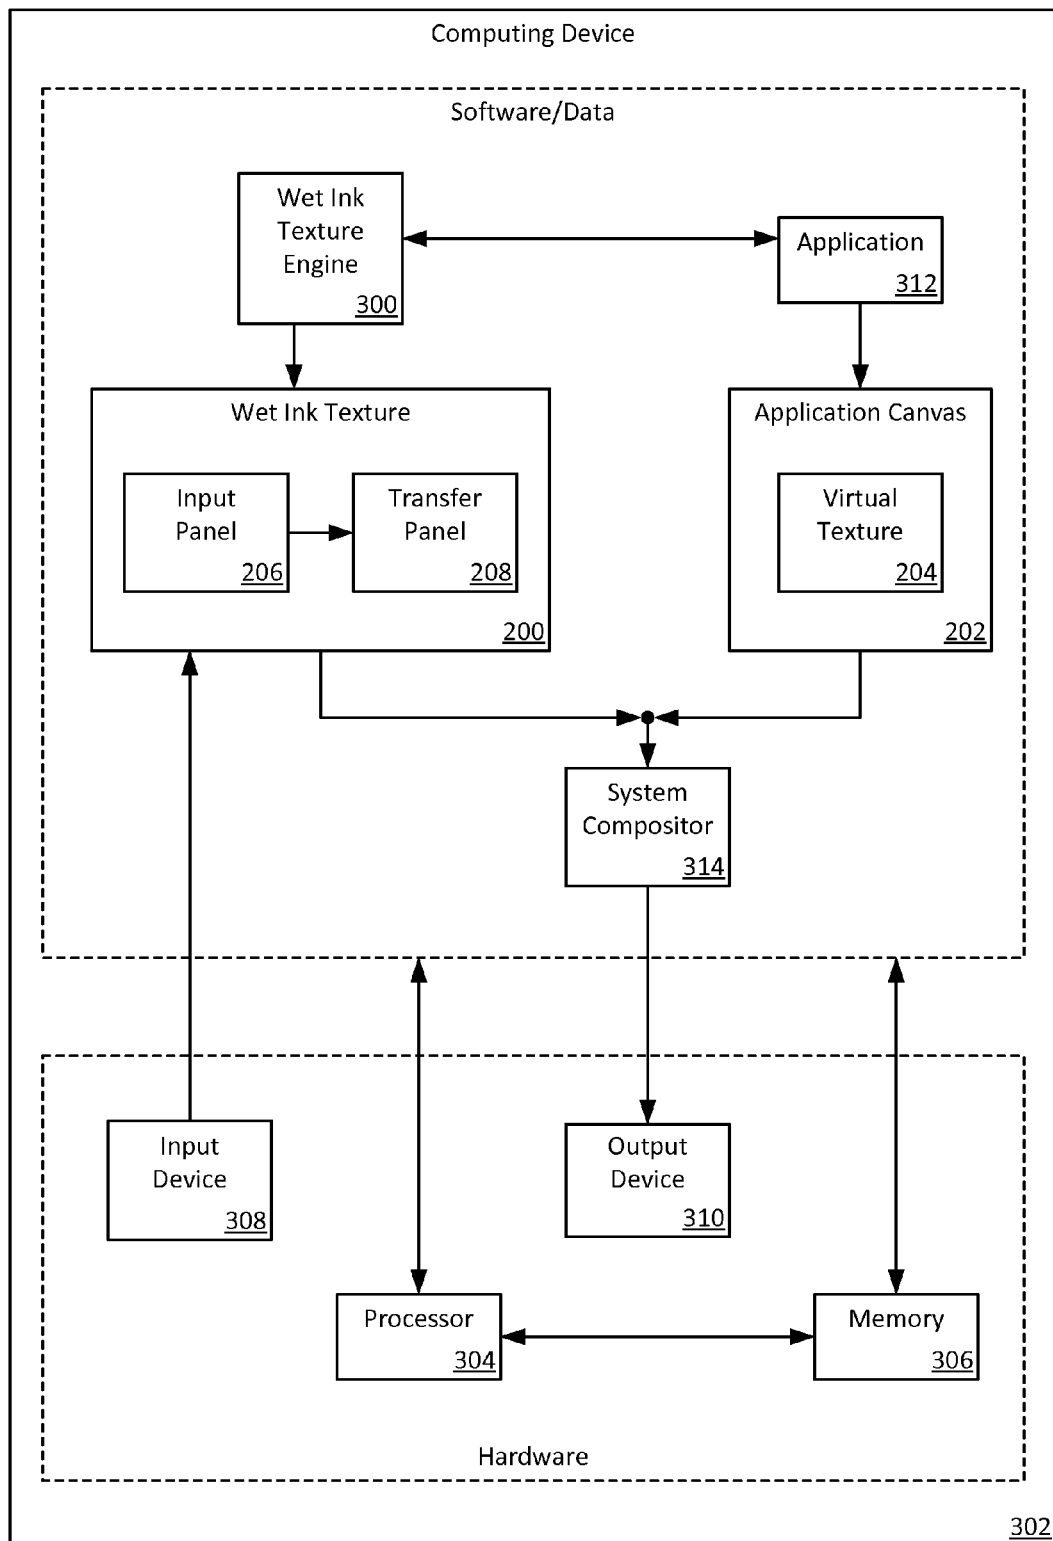 Computing Device
Software/Data
Wet Ink
Texture
Engine
300
Application
312
Wet Ink Texture
Input
Panel
206
Transfer
Panel
208
200
Application Canvas
Virtual
Texture
204
202
System
Compositor
314
Input
Device
308
Output
Device
310
Processor
304
Memory
306
Hardware
302